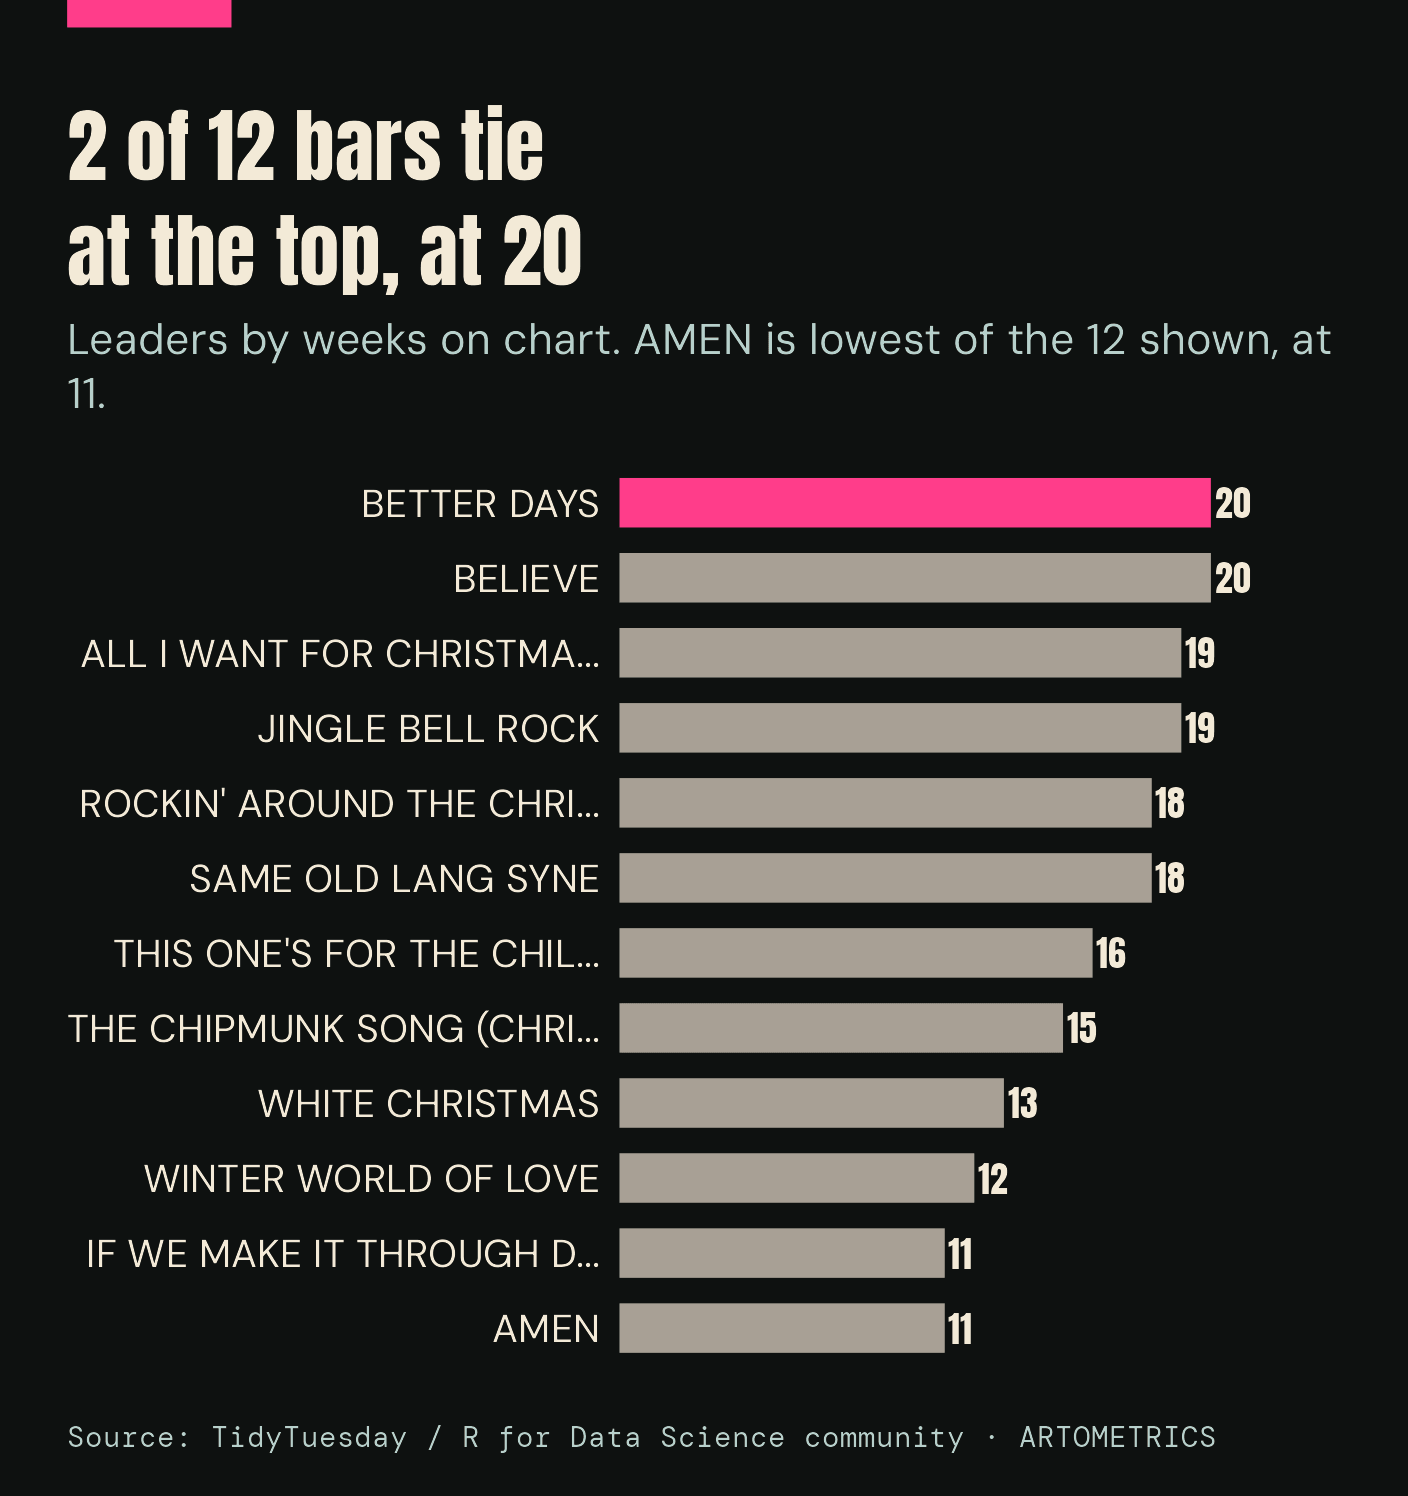 2 of 12 bars tie
at the top, at 20
Leaders by weeks on chart. AMEN is lowest of the 12 shown, at
11.
BETTER DAYS 20
BELIEVE 20
ALL I WANT FOR CHRISTMA... 19
JINGLE BELL ROCK 19
ROCKIN' AROUND THE CHRI... 18
SAME OLD LANG SYNE 18
THIS ONE'S FOR THE CHIL... 16
THE CHIPMUNK SONG (CHRI... 15
WHITE CHRISTMAS 13
WINTER WORLD OF LOVE 12
IF WE MAKE IT THROUGH D... 11
AMEN 11
Source: TidyTuesday / R for Data Science community · ARTOMETRICS